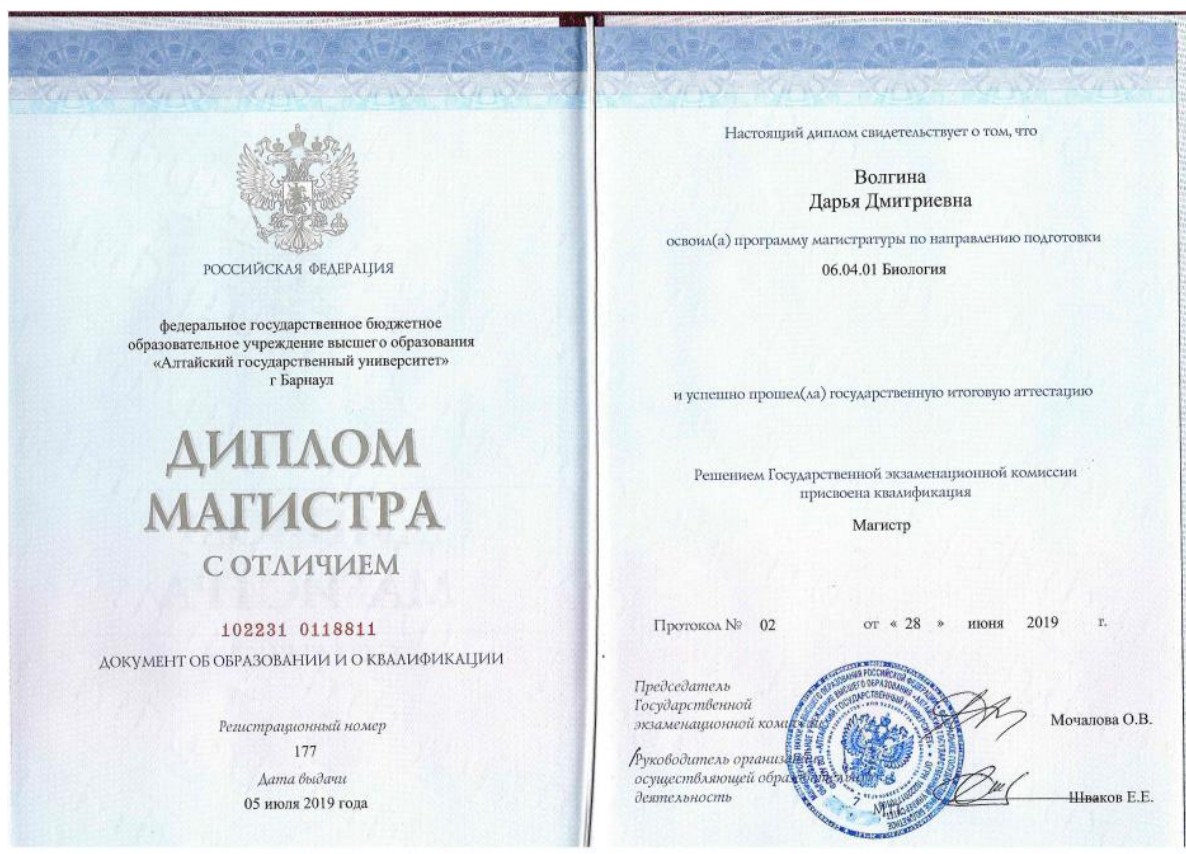 РОССИЙСКАЯ ФЕДЕРАЦИЯ
федеральное государственное бюджетное
образовательное учреждение высшего образования
«Алтайский государственный университет»
г Барнаул
ДИПЛОМ
МАГИСТРА
С ОТЛИЧИЕМ
102231 0118811
ДОКУМЕНТ ОБ ОБРАЗОВАНИИ И О КВАЛИФИКАЦИИ
Регистрационный номер
177
Дата выдачи
05 июля 2019 года
Настоящий диплом свидетельствует о том, что
Волгина
Дарья Дмитриевна
освоил(а) программу магистратуры по направлению подготовки
06.04.01 Биология
и успешно прошел(ла) государственную итоговую аттестацию
Решением Государственной экзаменационной комиссии
присвоена квалификация
Магистр
Протокол № 02 от « 28 » июня 2019 г.
Председатель
Государственной
экзаменационной
Мочалова О.В.
Руководитель
осуществляющей
деятельность
М.П.
Шваков Е.Е.